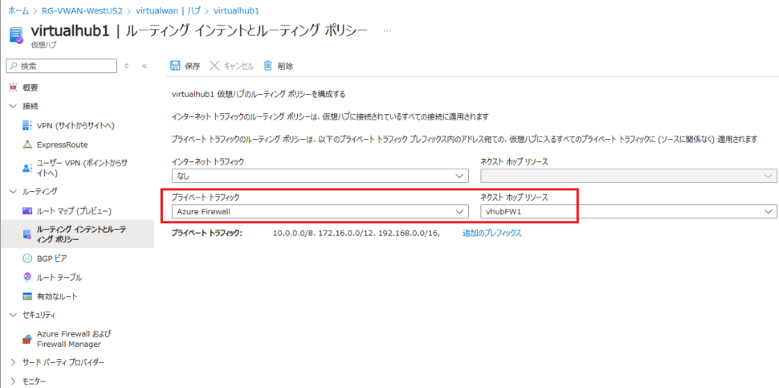 ホーム > RG-VWAN-WestUS2 > virtualwan | ハブ > virtualhub1
virtualhub1 | ルーティング インテントとルーティング ポリシー ...
仮想ハブ
検索
保存 キャンセル 削除
概要
接続
VPN (サイトからサイトへ)
ExpressRoute
ユーザー VPN (ポイントからサ
イトへ)
ルーティング
ルート マップ (プレビュー)
ルーティング インテントとルーテ
ィング ポリシー
BGP ピア
ルート テーブル
有効なルート
セキュリティ
Azure Firewall および
Firewall Manager
サード パーティ プロバイダー
モニター
virtualhub1 仮想ハブのルーティング ポリシーを構成する
インターネット トラフィックのルーティング ポリシーは、仮想ハブに接続されているすべての接続に適用されます
プライベート トラフィックのルーティング ポリシーは、以下のプライベート トラフィック プレフィックス内のアドレス宛ての、仮想ハブに入るすべてのプライベート トラフィックに (ソースに関係なく) 適用されます
インターネット トラフィック ネクスト ホップ リソース
なし
プライベート トラフィック ネクスト ホップ リソース
Azure Firewall vhubFW1
プライベート トラフィック: 10.0.0.0/8、172.16.0.0/12、192.168.0.0/16, 追加のプレフィックス